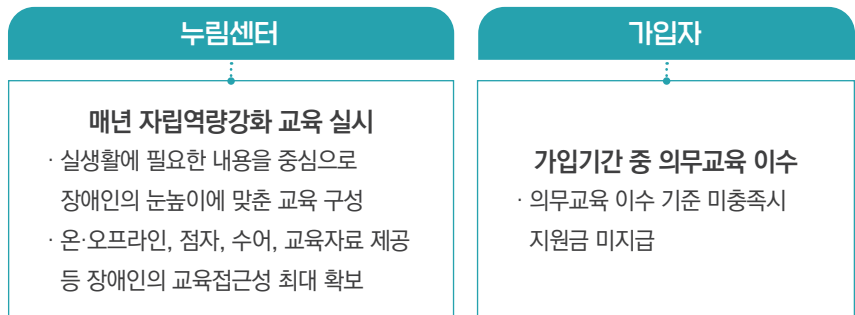 누림센터
매년 자립역량강화 교육 실시
· 실생활에 필요한 내용을 중심으로
장애인의 눈높이에 맞춘 교육 구성
· 온·오프라인, 점자, 수어, 교육자료 제공
등 장애인의 교육접근성 최대 확보
가입자
가입기간 중 의무교육 이수
· 의무교육 이수 기준 미충족시
지원금 미지급